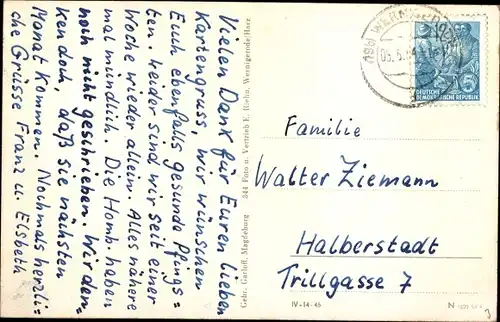 Vielen Dank für Euren lieben
Kartengruss, wir wünschen
Euch ebenfalls gesunde Pfings=
ten. Leider sind wir seit einer
Woche wieder allein. Alles nähere
mal mündlich. Die Homb. haben
noch nicht geschrieben. Wir den=
ken doch, daß sie nächsten
Monat kommen. Nochmals herzli=
che Grüsse Franz u. Elsbeth
Gebr. Garloff, Magdeburg 344 Foto u. Vertrieb E. Riehn, Wernigerode/Harz
DEUTSCHE
DEMOKRATISCHE REPUBLIK
Familie
Walter Ziemann
Halberstadt
Trillgasse 7
IV-14-45
N